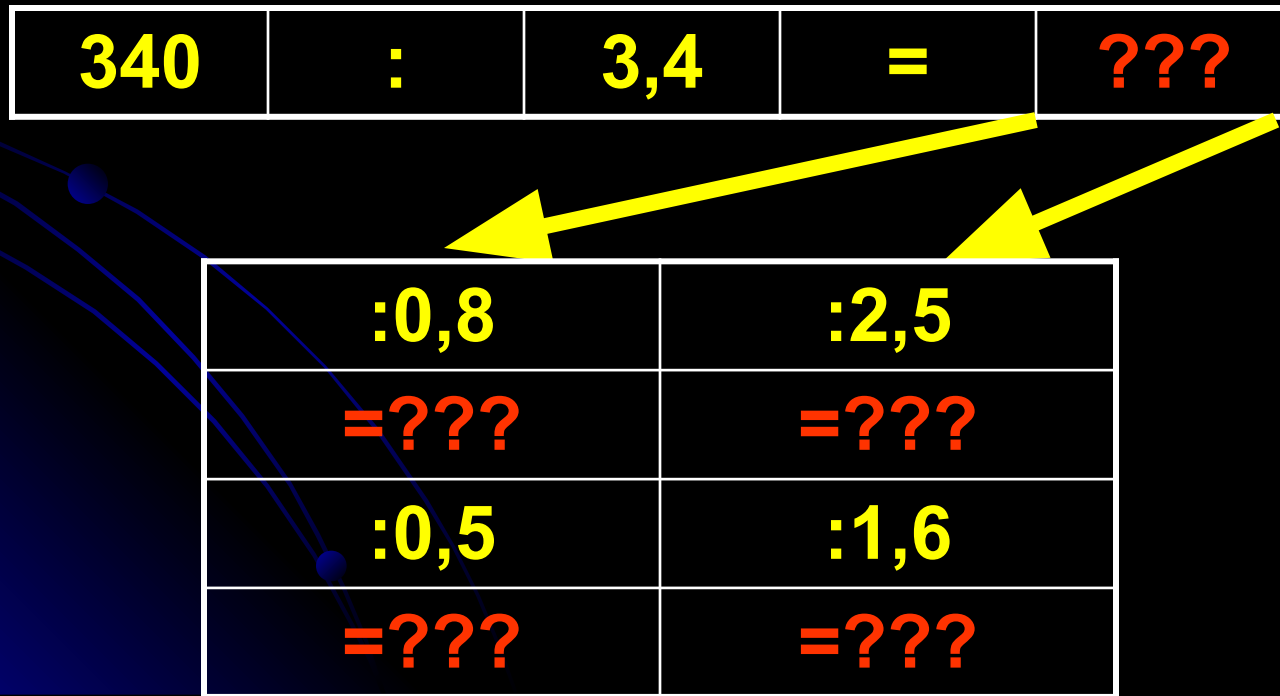 340 : 3,4 = ???
:0,8 :2,5
=??? =???
:0,5 :1,6
=??? =???